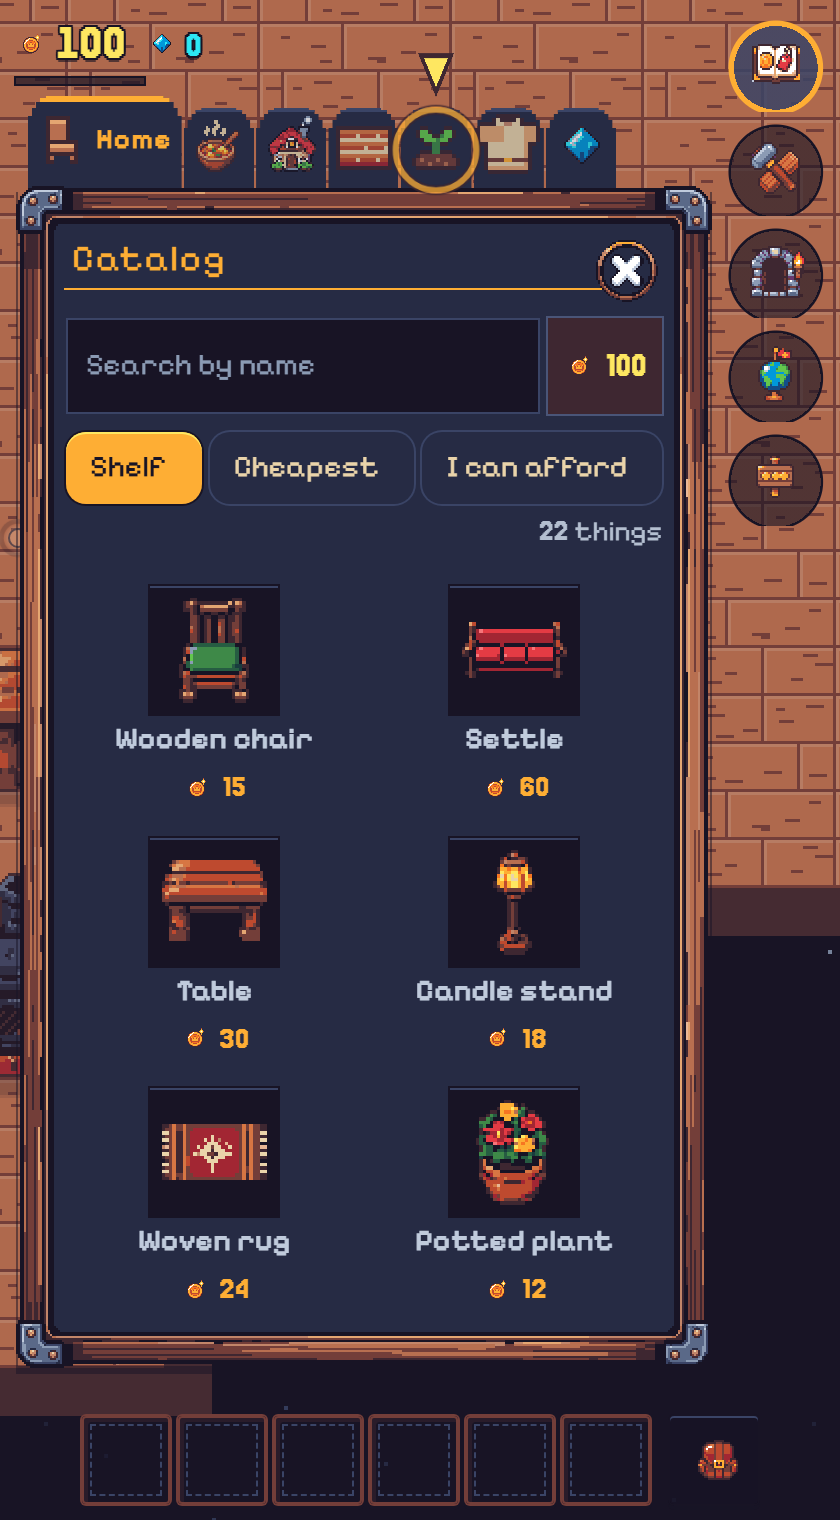 100 0
Home
Catalog
Search by name 100
Shelf Cheapest I can afford
22 things
Wooden chair Settle
15 60
Table Candle stand
30 18
Woven rug Potted plant
24 12